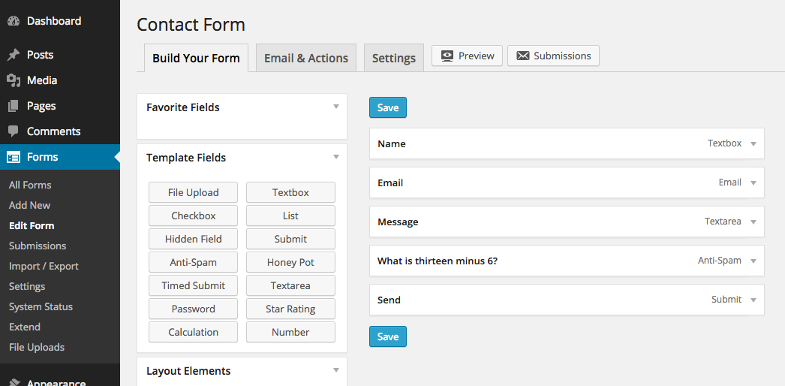 Dashboard
Posts
Media
Pages
Comments
Forms
All Forms
Add New
Edit Form
Submissions
Import / Export
Settings
System Status
Extend
File Uploads
Appearance
Contact Form
Build Your Form
Email & Actions
Settings
Preview
Submissions
Favorite Fields
Template Fields
File Upload
Textbox
Checkbox
List
Hidden Field
Submit
Anti-Spam
Honey Pot
Timed Submit
Textarea
Password
Star Rating
Calculation
Number
Layout Elements
Save
Name Textbox
Email Email
Message Textarea
What is thirteen minus 6? Anti-Spam
Send Submit
Save